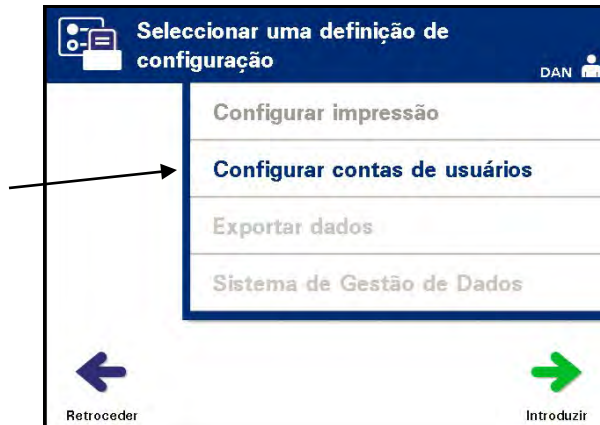 Seleccionar uma definição de
configuração
DAN
Configurar impressão
Configurar contas de usuários
Exportar dados
Sistema de Gestão de Dados
Retroceder
Introduzir